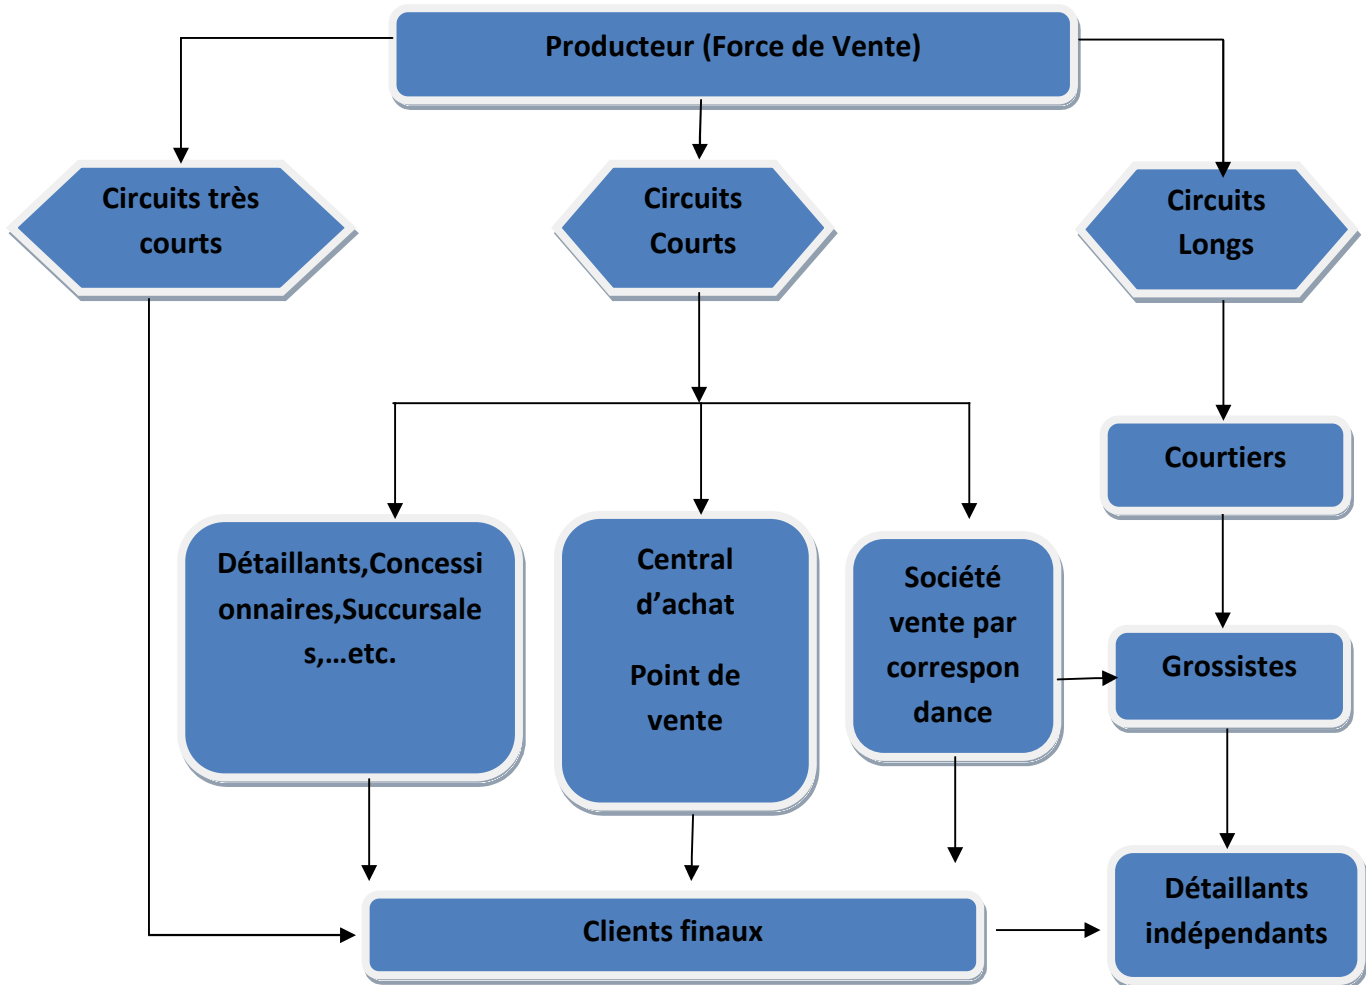 Producteur (Force de Vente)
Circuits très
courts
Circuits
Courts
Circuits
Longs
Courtiers
Détaillants,Concessi
onnaires,Succursale
s,...etc.
Central
d’achat
Point de
vente
Société
vente par
correspon
dance
Grossistes
Clients finaux
Détaillants
indépendants